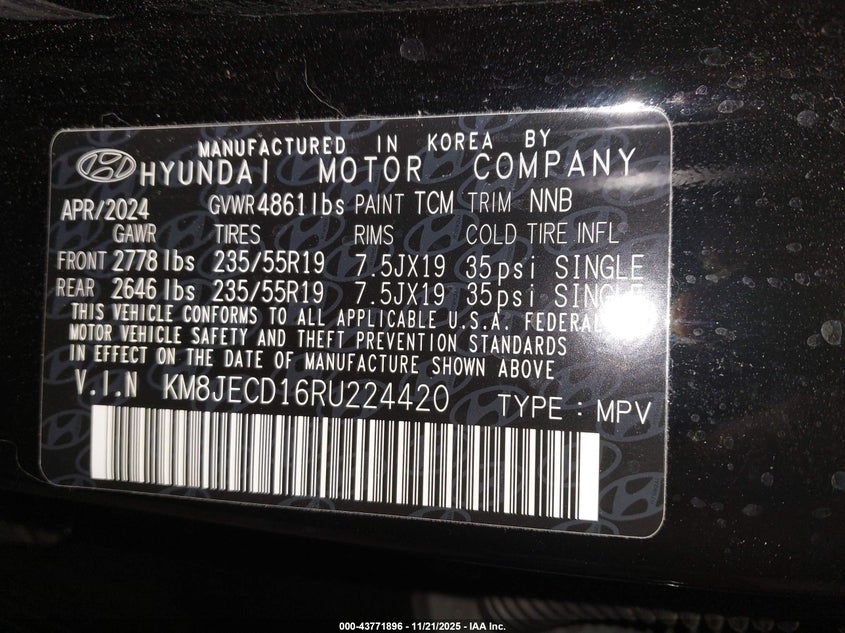 MANUFACTURED IN KOREA BY
HYUNDAI MOTOR COMPANY
APR/2024 GVWR 4861 lbs PAINT TCM TRIM NNB
GAWR TIRES RIMS COLD TIRE INFL
FRONT 2778 lbs 235/55R19 7.5JX19 35psi SINGLE
REAR 2646 lbs 235/55R19 7.5JX19 35psi SINGLE
THIS VEHICLE CONFORMS TO ALL APPLICABLE U.S.A. FEDERAL
MOTOR VEHICLE SAFETY AND THEFT PREVENTION STANDARDS
IN EFFECT ON THE DATE OF MANUFACTURE SHOWN ABOVE
V.I.N KM8JECD16RU224420 TYPE : MPV
000-43771896 - 11/21/2025 - IAA Inc.